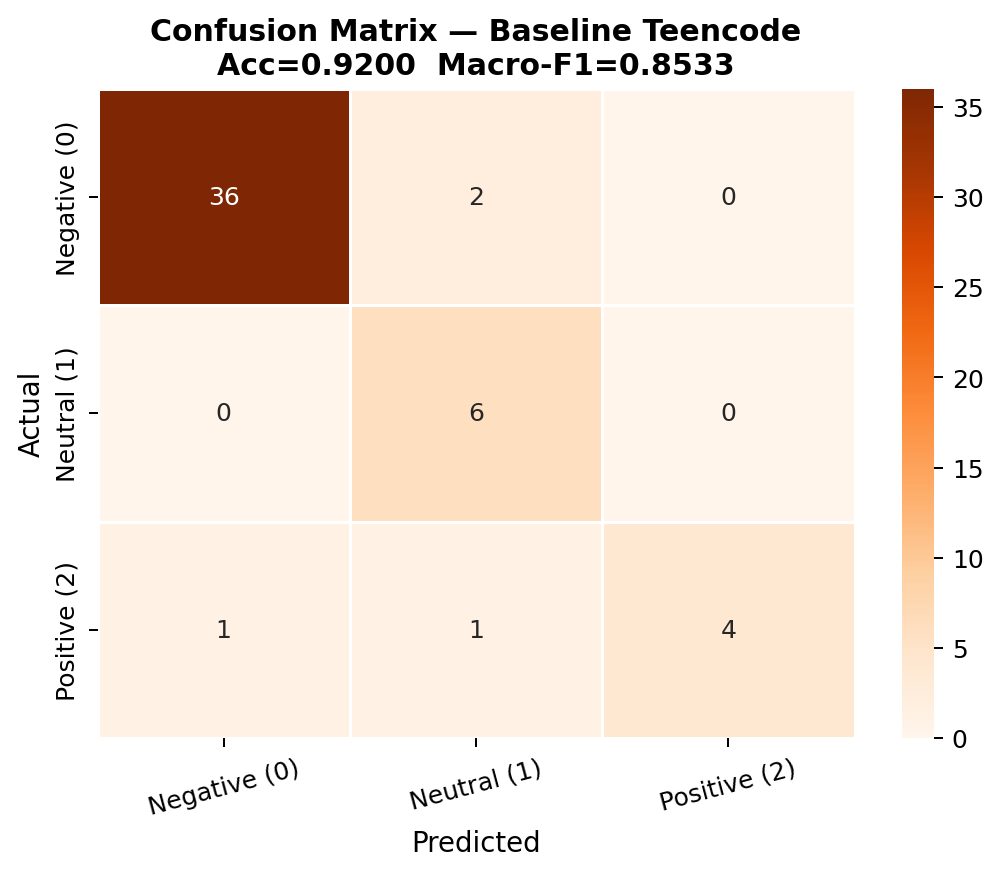 Confusion Matrix — Baseline Teencode
Acc=0.9200  Macro-F1=0.8533
Actual
Negative (0)
36
2
0
Neutral (1)
0
6
0
Positive (2)
1
1
4
Negative (0)
Neutral (1)
Positive (2)
Predicted
35
30
25
20
15
10
5
0